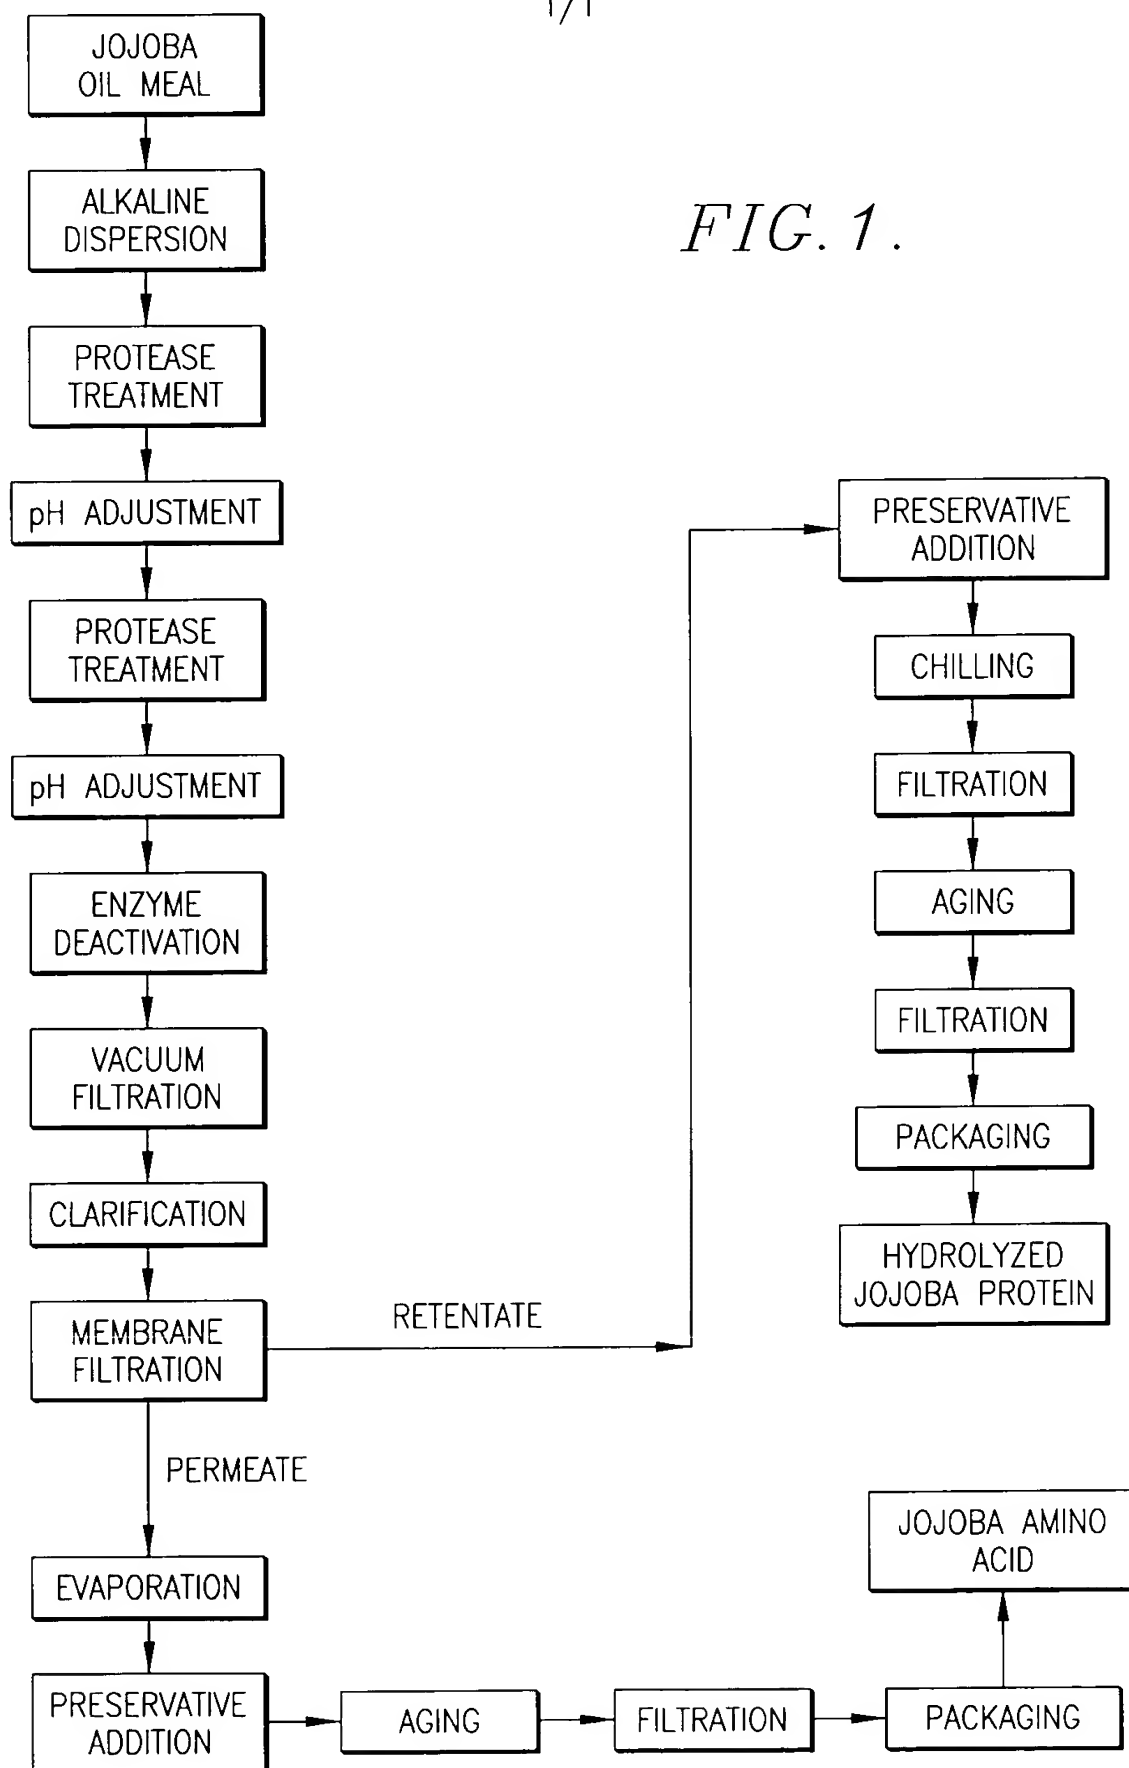 1/1
JOJOBA
OIL MEAL
ALKALINE
DISPERSION
FIG. 1.
PROTEASE
TREATMENT
pH ADJUSTMENT
PROTEASE
TREATMENT
pH ADJUSTMENT
ENZYME
DEACTIVATION
VACUUM
FILTRATION
CLARIFICATION
MEMBRANE
FILTRATION
RETENTATE
PRESERVATIVE
ADDITION
CHILLING
FILTRATION
AGING
FILTRATION
PACKAGING
HYDROLYZED
JOJOBA PROTEIN
PERMEATE
EVAPORATION
PRESERVATIVE
ADDITION
AGING
FILTRATION
PACKAGING
JOJOBA AMINO
ACID